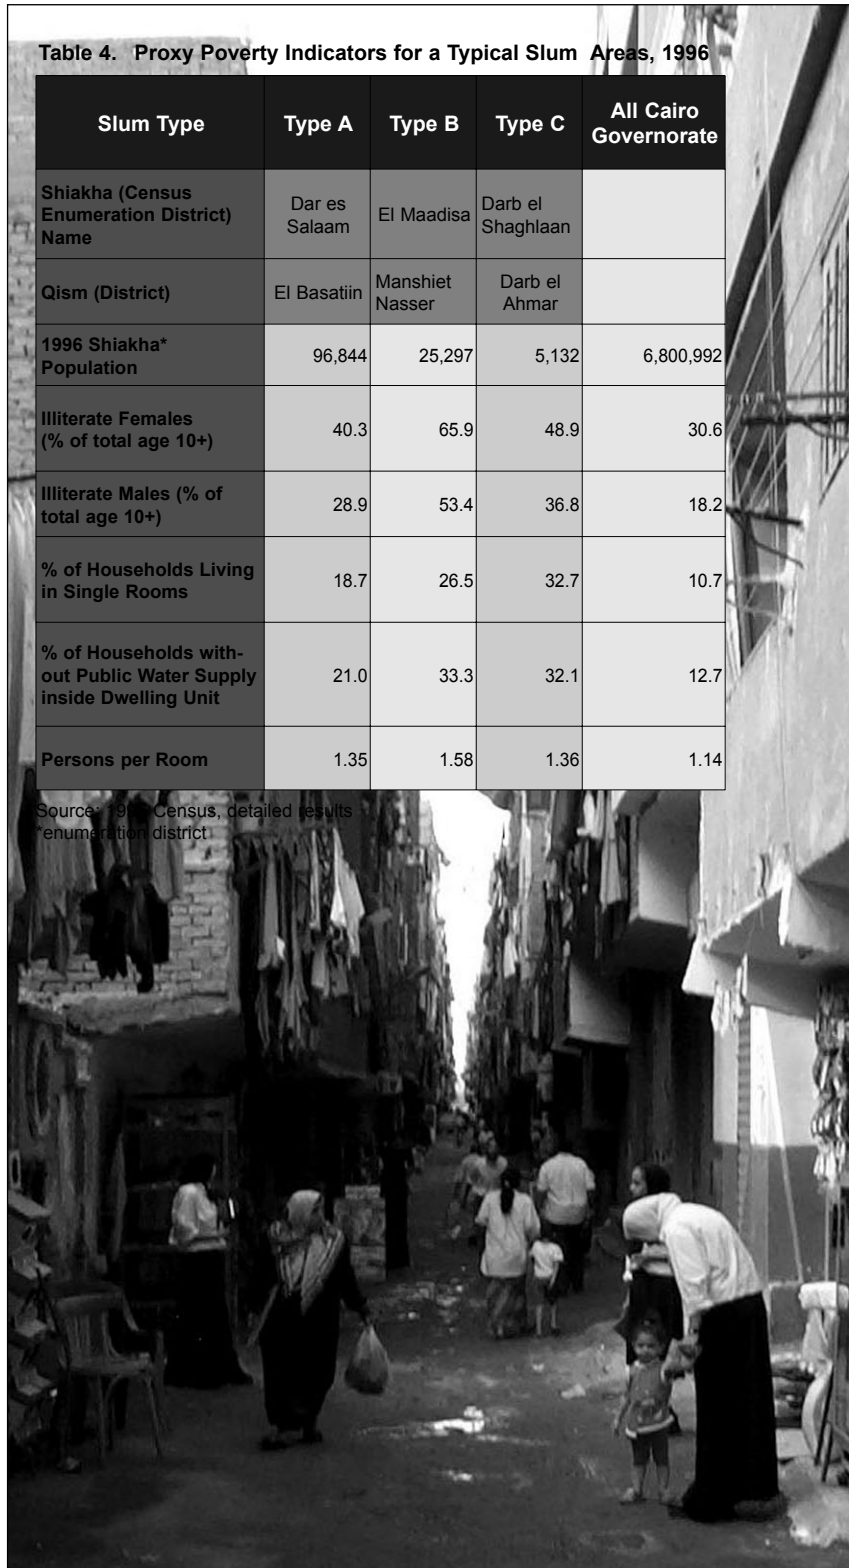 Table 4. Proxy Poverty Indicators for a Typical Slum Areas, 1996
Slum Type Type A Type B Type C All Cairo
Governorate
Shiakha (Census
Enumeration District)
Name
Dar es
Salaam
El Maadisa
Darb el
Shaghlaan
Qism (District)
El Basatiin
Manshiet
Nasser
Darb el
Ahmar
1996 Shiakha*
Population
96,844 25,297 5,132 6,800,992
Illiterate Females
(% of total age 10+)
40.3 65.9 48.9 30.6
Illiterate Males (% of
total age 10+)
28.9 53.4 36.8 18.2
% of Households Living
in Single Rooms
18.7 26.5 32.7 10.7
% of Households with-
out Public Water Supply
inside Dwelling Unit
21.0 33.3 32.1 12.7
Persons per Room 1.35 1.58 1.36 1.14
Source: 1996 Census, detailed results
*enumeration district